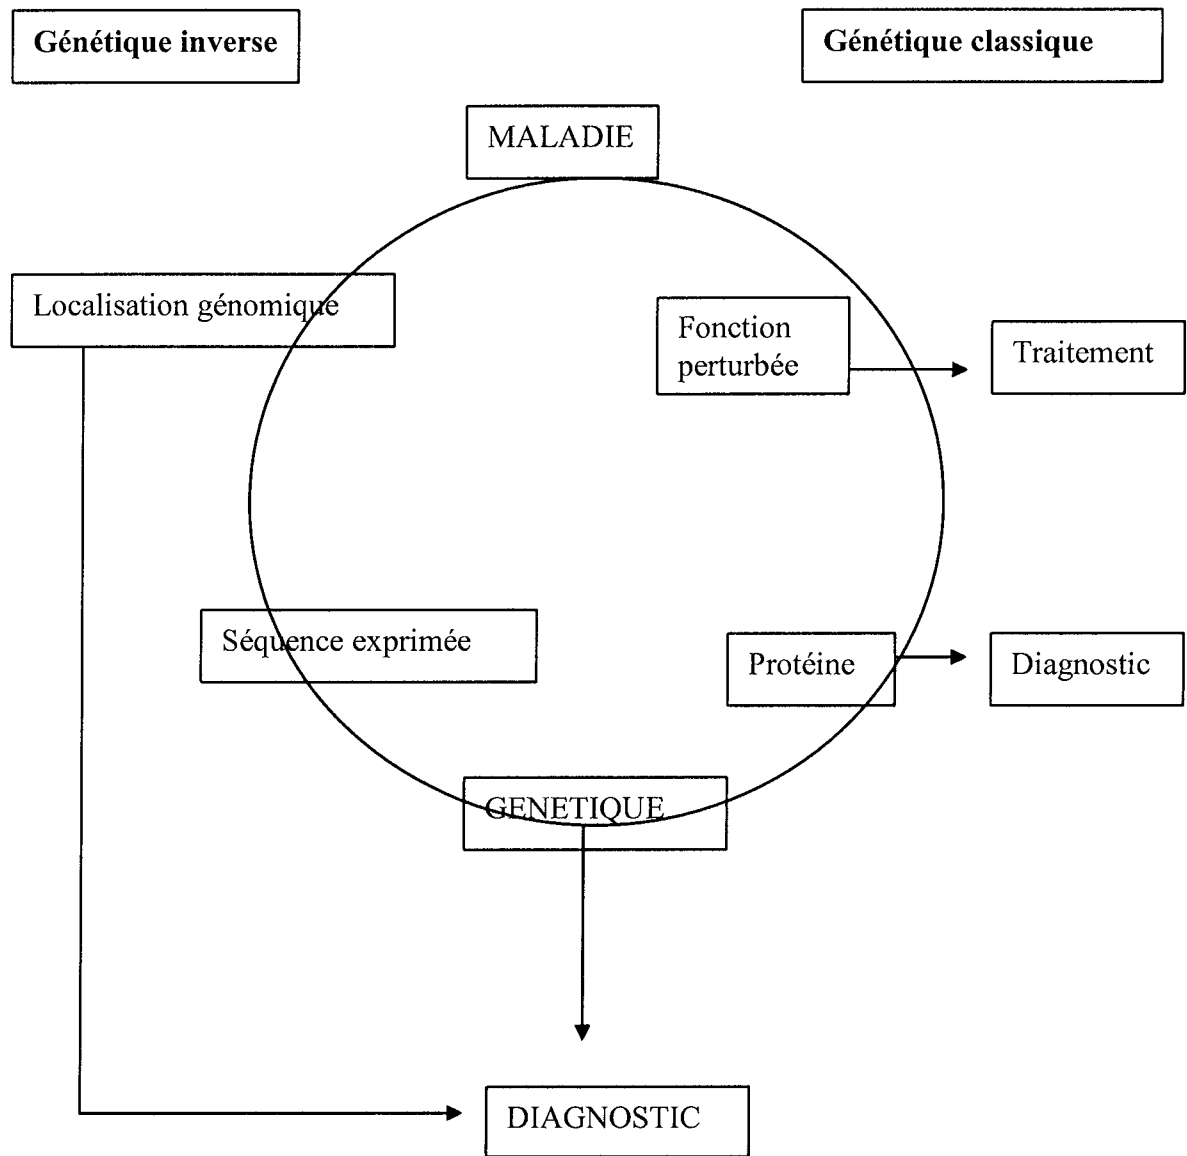 Génétique inverse
Génétique classique
MALADIE
Localisation génomique
Fonction
perturbée
Traitement
Séquence exprimée
Protéine
Diagnostic
GENETIQUE
DIAGNOSTIC